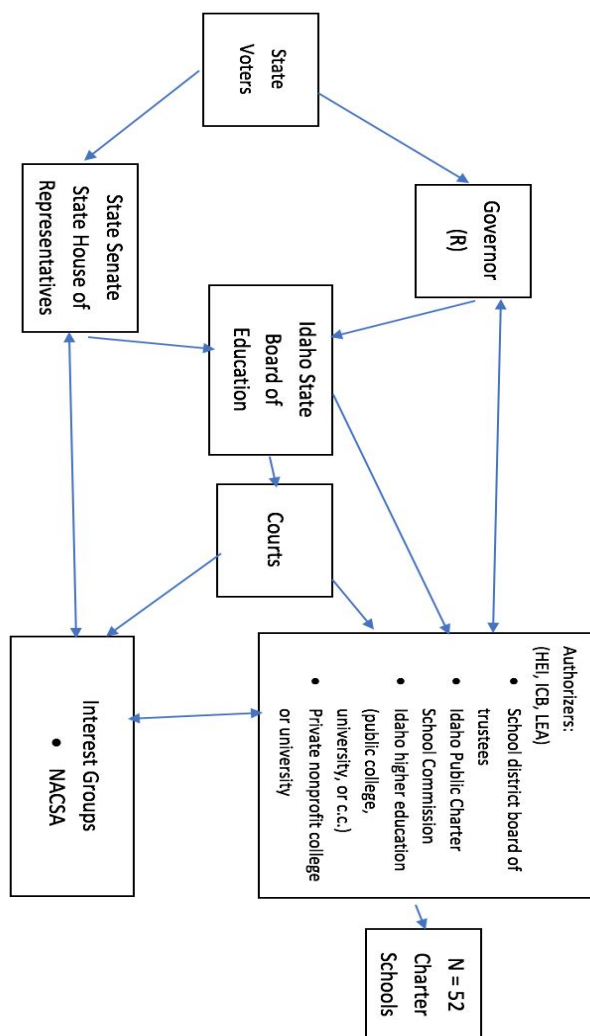 State
Voters
Governor
(R)
State Senate
State House of
Representatives
Idaho State
Board of
Education
Courts
Authorizers:
(HEI, ICB, LEA)
• School district board of
trustees
• Idaho Public Charter
School Commission
• Idaho higher education
(public college,
university, or c.c.)
• Private nonprofit college
or university
Interest Groups
• NACSA
N = 52
Charter
Schools